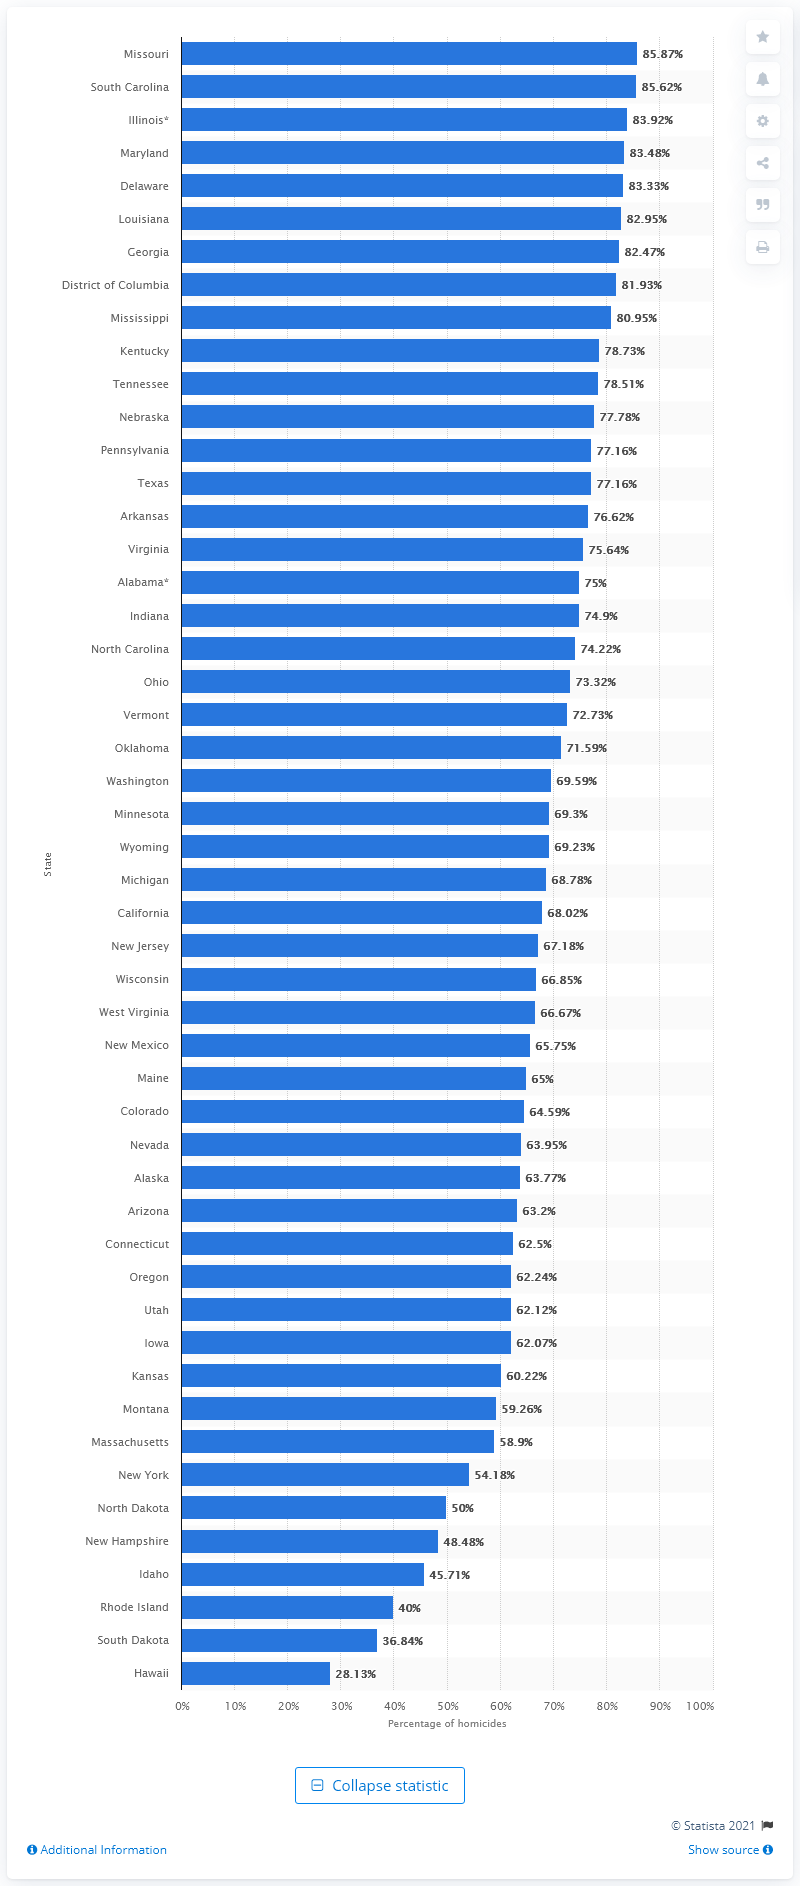 Missouri 85.87%
South Carolina 85.62%
Illinois* 83.92%
Maryland 83.48%
Delaware 83.33%
Louisiana 82.95%
Georgia 82.47%
District of Columbia 81.93%
Mississippi 80.95%
Kentucky 78.73%
Tennessee 78.51%
Nebraska 77.78%
Pennsylvania 77.16%
Texas 77.16%
Arkansas 76.62%
Virginia 75.64%
Alabama* 75%
Indiana 74.9%
North Carolina 74.22%
Ohio 73.32%
Vermont 72.73%
Oklahoma 71.59%
Washington 69.59%
Minnesota 69.3%
Wyoming 69.23%
State
Michigan 68.78%
California 68.02%
New Jersey 67.18%
Wisconsin 66.85%
West Virginia 66.67%
New Mexico 65.75%
Maine 65%
Colorado 64.59%
Nevada 63.95%
Alaska 63.77%
Arizona 63.2%
Connecticut 62.5%
Oregon 62.24%
Utah 62.12%
Iowa 62.07%
Kansas 60.22%
Montana 59.26%
Massachusetts 58.9%
New York 54.18%
North Dakota 50%
New Hampshire 48.48%
Idaho 45.71%
Rhode Island 40%
South Dakota 36.84%
Hawaii 28.13%
0% 10% 20% 30% 40% 50% 60% 70% 80% 90% 100%
Percentage of homicides
Collapse statistic
© Statista 2021
Additional Information Show source